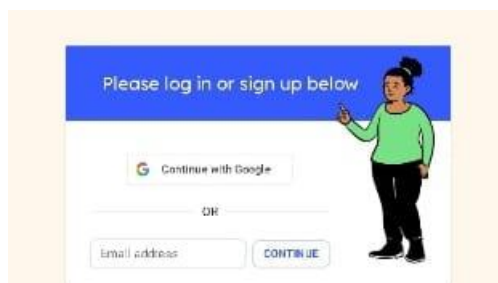 Please log in or sign up below
Continue with Google
OR
Email address CONTINUE